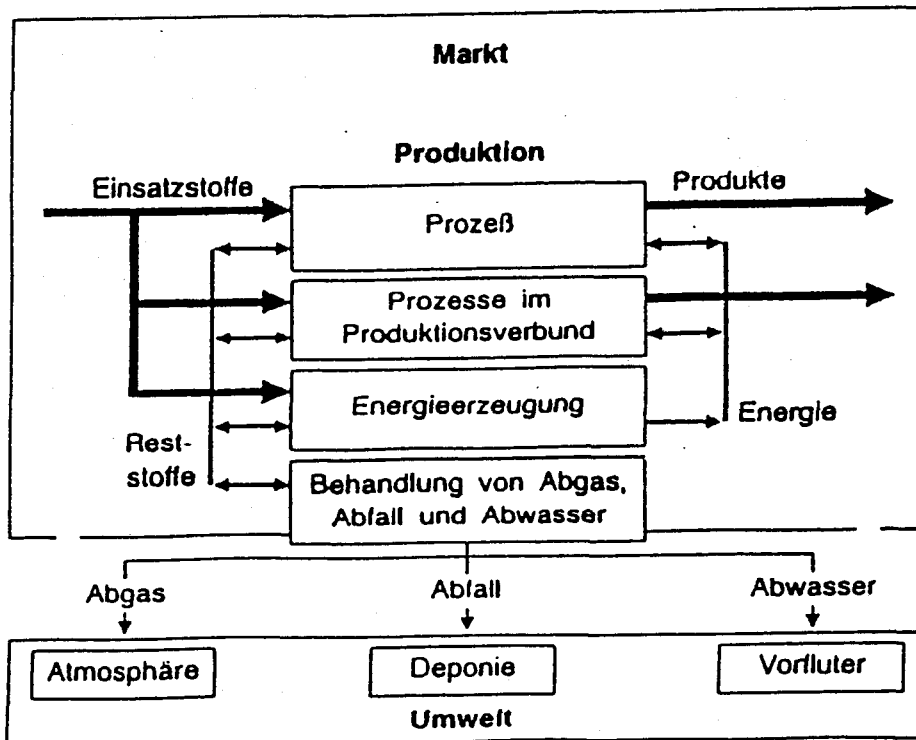 Markt
Produktion
Einsatzstoffe
Produkte
Prozeß
Prozesse im
Produktionsverbund
Energieerzeugung
Energie
Rest-
stoffe
Behandlung von Abgas,
Abfall und Abwasser
Abgas
Abfall
Abwasser
Atmosphäre
Deponie
Vorfluter
Umwelt